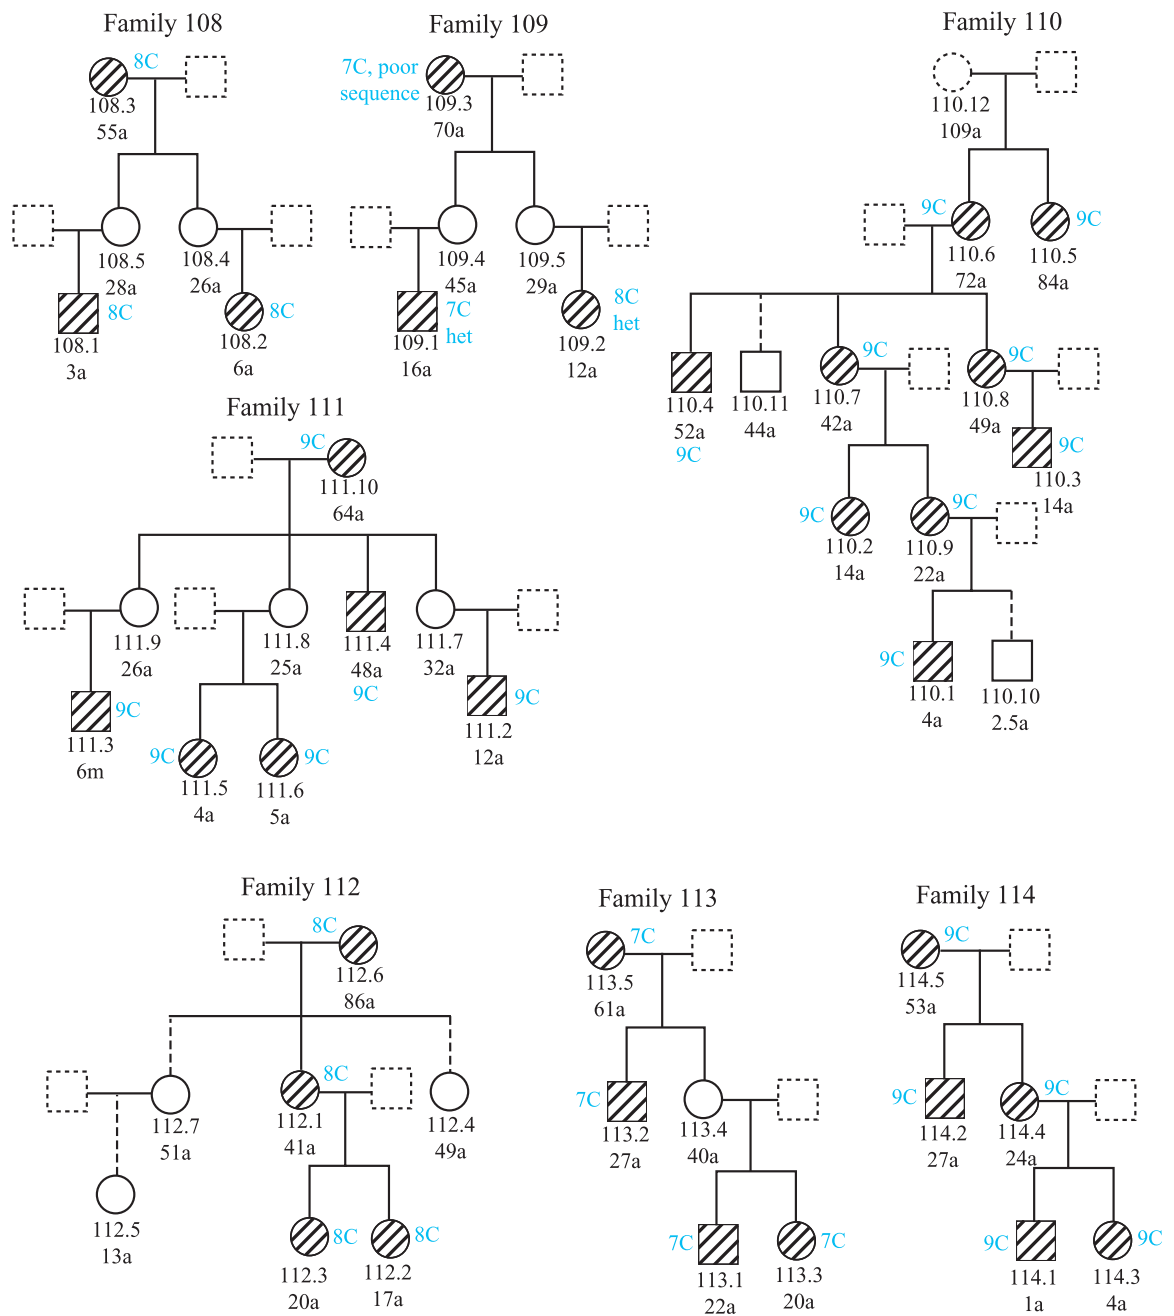 Family 108
8C
108.3
55a
108.5
28a
108.4
26a
8C
108.1
3a
8C
108.2
6a
Family 109
7C, poor
sequence
109.3
70a
109.4
45a
109.5
29a
7C
het
109.1
16a
8C
het
109.2
12a
Family 110
110.12
109a
9C
110.6
72a
9C
110.5
84a
110.4
52a
9C
110.11
44a
9C
110.7
42a
9C
110.8
49a
9C
110.3
14a
9C
110.2
14a
9C
110.9
22a
9C
110.1
4a
110.10
2.5a
Family 111
9C
111.10
64a
111.9
26a
111.8
25a
111.4
48a
9C
111.7
32a
9C
111.3
6m
9C
111.5
4a
9C
111.6
5a
9C
111.2
12a
Family 112
8C
112.6
86a
112.7
51a
8C
112.1
41a
112.4
49a
112.5
13a
8C
112.3
20a
8C
112.2
17a
Family 113
7C
113.5
61a
7C
113.2
27a
113.4
40a
7C
113.1
22a
7C
113.3
20a
Family 114
9C
114.5
53a
9C
114.2
27a
9C
114.4
24a
9C
114.1
1a
9C
114.3
4a